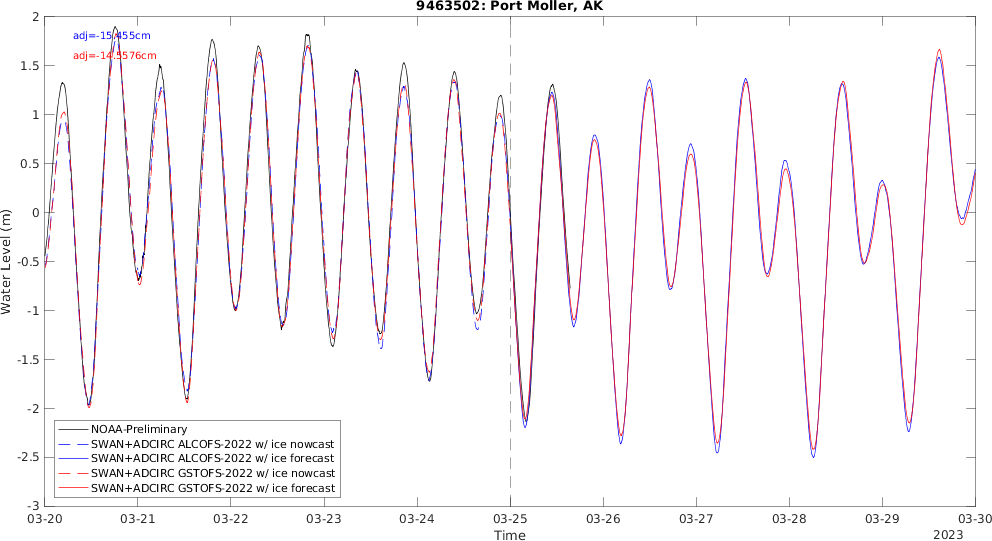 9463502: Port Moller, AK
adj=-15.455cm
adj=-14.5576cm
2
1.5
1
0.5
0
-0.5
-1
-1.5
-2
-2.5
-3
Water Level (m)
NOAA-Preliminary
SWAN+ADCIRC ALCOFS-2022 w/ ice nowcast
SWAN+ADCIRC ALCOFS-2022 w/ ice forecast
SWAN+ADCIRC GSTOFS-2022 w/ ice nowcast
SWAN+ADCIRC GSTOFS-2022 w/ ice forecast
03-20 03-21 03-22 03-23 03-24 03-25 03-26 03-27 03-28 03-29 03-30
Time
2023